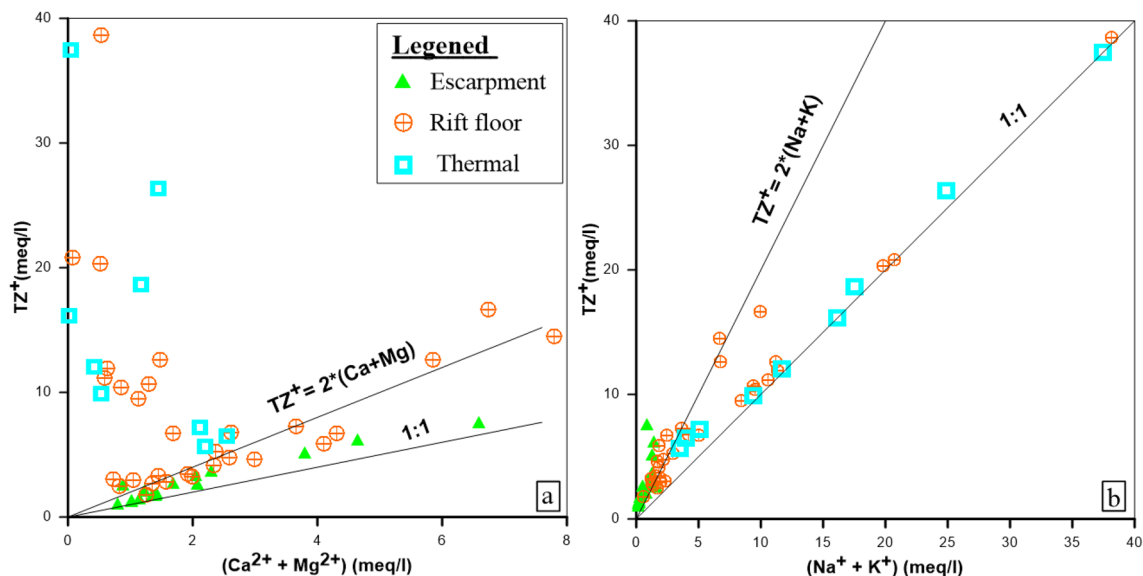 40
30
20
10
0
TZ⁺(meq/l)
Legened
Escarpment
Rift floor
Thermal
TZ⁺= 2*(Ca+Mg)
1:1
a
0 2 4 6 8
(Ca²⁺ + Mg²⁺) (meq/l)
40
30
20
10
0
TZ⁺(meq/l)
TZ⁺= 2*(Na+K)
1:1
b
0 5 10 15 20 25 30 35 40
(Na⁺ + K⁺) (meq/l)